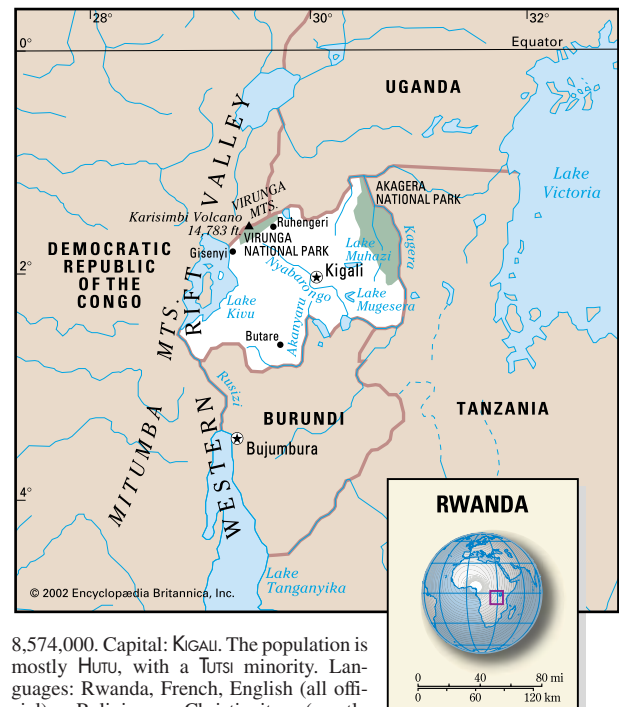 28°
30°
32°
0°
Equator
UGANDA
Lake
Victoria
VALLEY
VIRUNGA
MTS.
AKAGERA
NATIONAL PARK
Karisimbi Volcano
14,783 ft.
Ruhengeri
VIRUNGA
NATIONAL PARK
Gisenyi
Lake
Muhazi
Kagera
DEMOCRATIC
REPUBLIC
OF THE
CONGO
2°
Nyabarongo
Kigali
Lake
Mugesera
RIFT
Lake
Kivu
Akanyaru
Butare
MITUMBA MTS.
Rusizi
BURUNDI
TANZANIA
WESTERN
Bujumbura
4°
Lake
Tanganyika
© 2002 Encyclopædia Britannica, Inc.
RWANDA
0 40 80 mi
0 60 120 km
8,574,000. Capital: KIGALI. The population is
mostly HUTU, with a TUTSI minority. Lan-
guages: Rwanda, French, English (all offi-